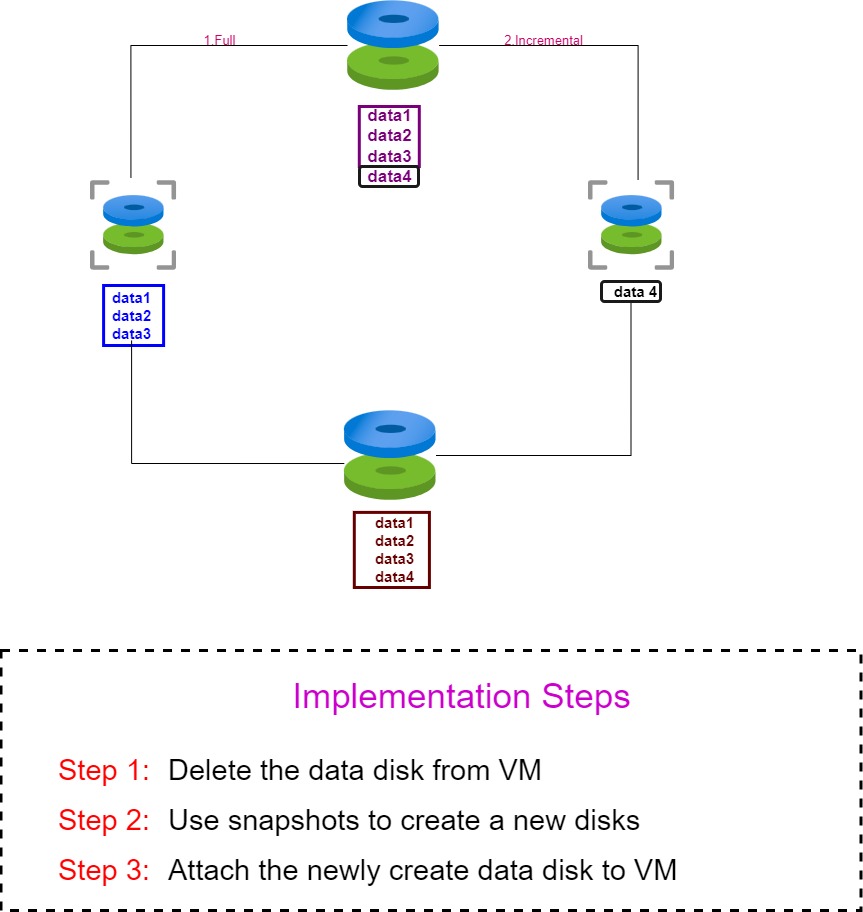 1.Full
2.Incremental
data1
data2
data3
data4
data1
data2
data3
data 4
data1
data2
data3
data4
Implementation Steps
Step 1: Delete the data disk from VM
Step 2: Use snapshots to create a new disks
Step 3: Attach the newly create data disk to VM